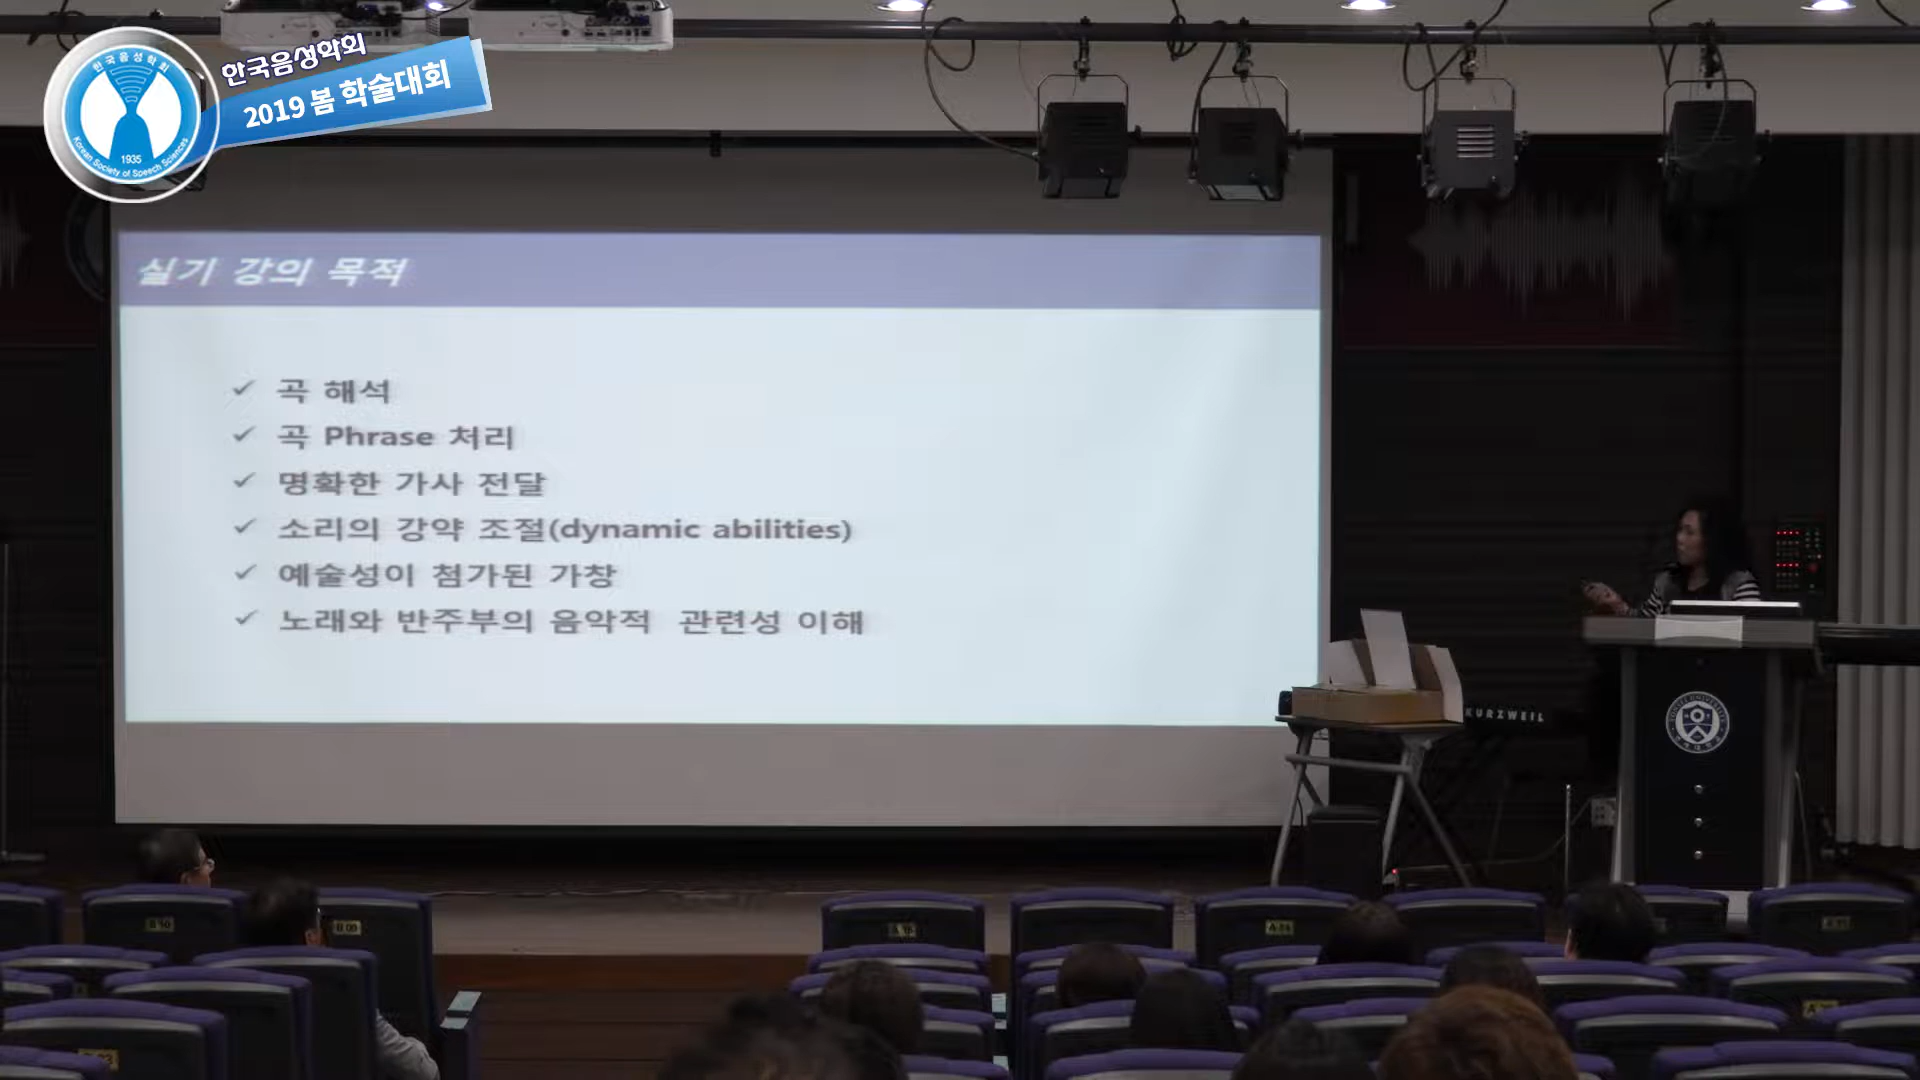 한국음성학회
2019 봄 학술대회
한국음성학회
1935
Korean Society of Speech Sciences
실기 강의 목적
✓ 곡 해석
✓ 곡 Phrase 처리
✓ 명확한 가사 전달
✓ 소리의 강약 조절(dynamic abilities)
✓ 예술성이 첨가된 가창
✓ 노래와 반주부의 음악적 관련성 이해
KURZWEIL
B 10
B 09